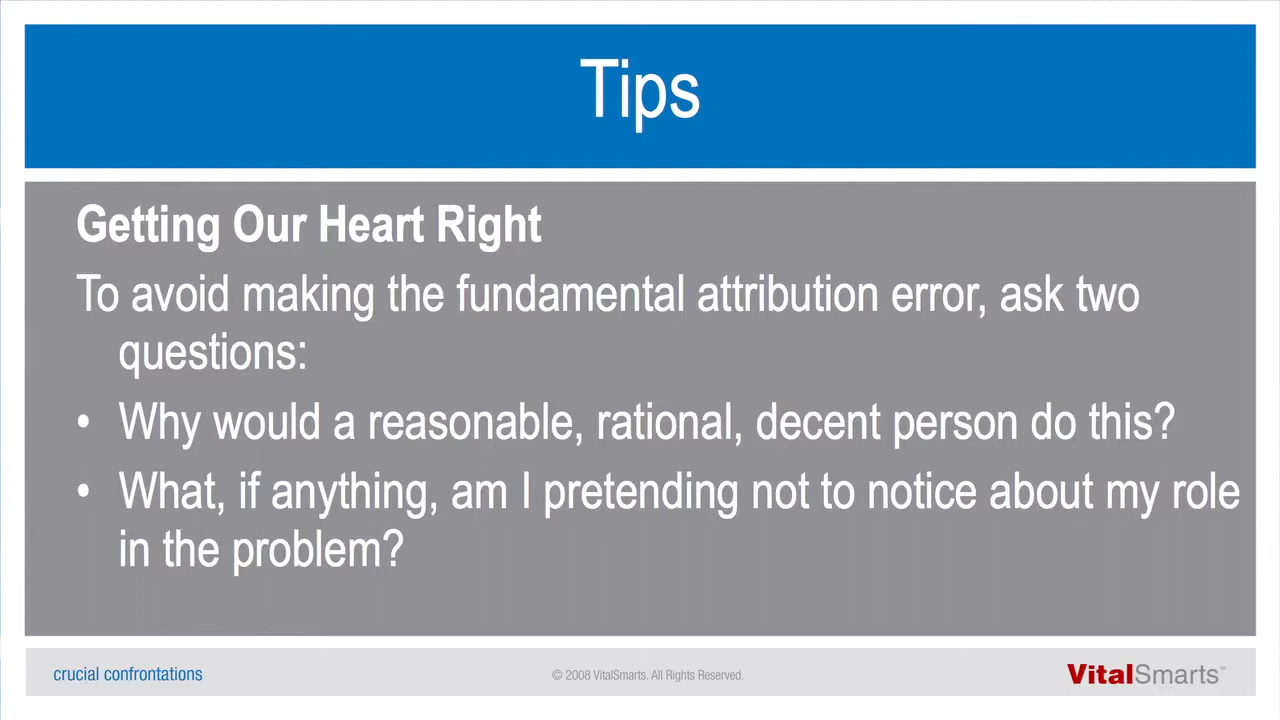 Tips
Getting Our Heart Right
To avoid making the fundamental attribution error, ask two
questions:
• Why would a reasonable, rational, decent person do this?
• What, if anything, am I pretending not to notice about my role
in the problem?
crucial confrontations
© 2008 VitalSmarts. All Rights Reserved.
VitalSmarts™